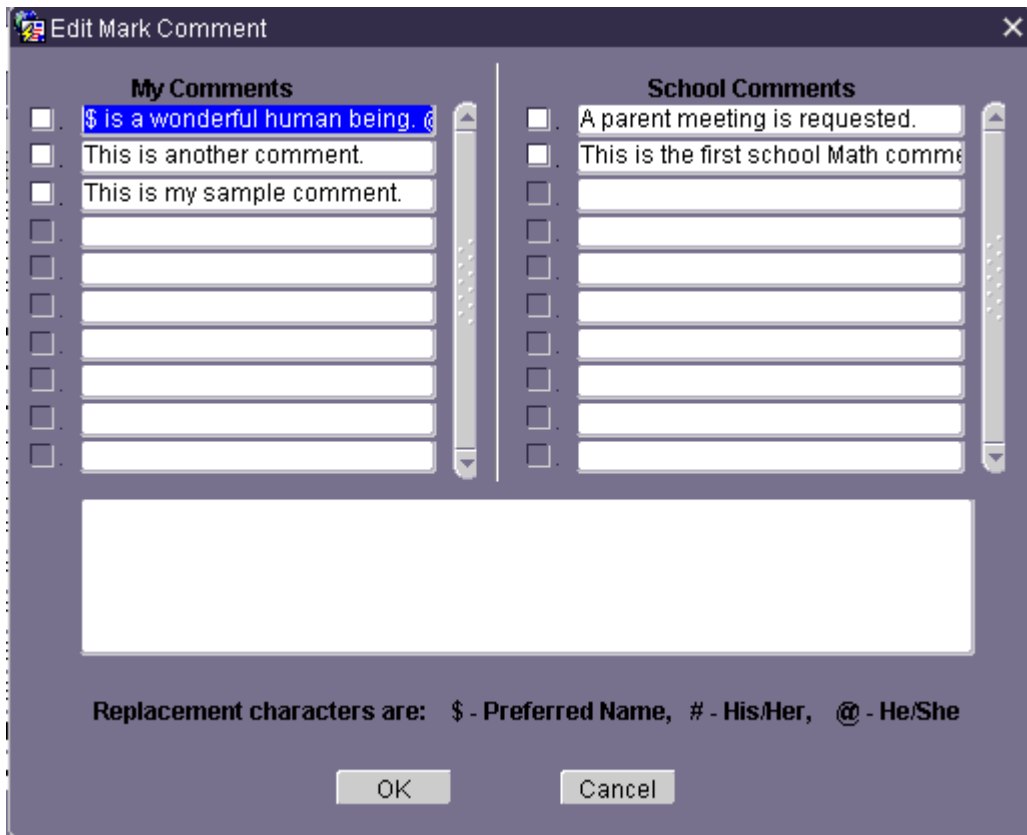 Edit Mark Comment
My Comments
$ is a wonderful human being. @
This is another comment.
This is my sample comment.
School Comments
A parent meeting is requested.
This is the first school Math comme
Replacement characters are: $ - Preferred Name, # - His/Her, @ - He/She
OK
Cancel